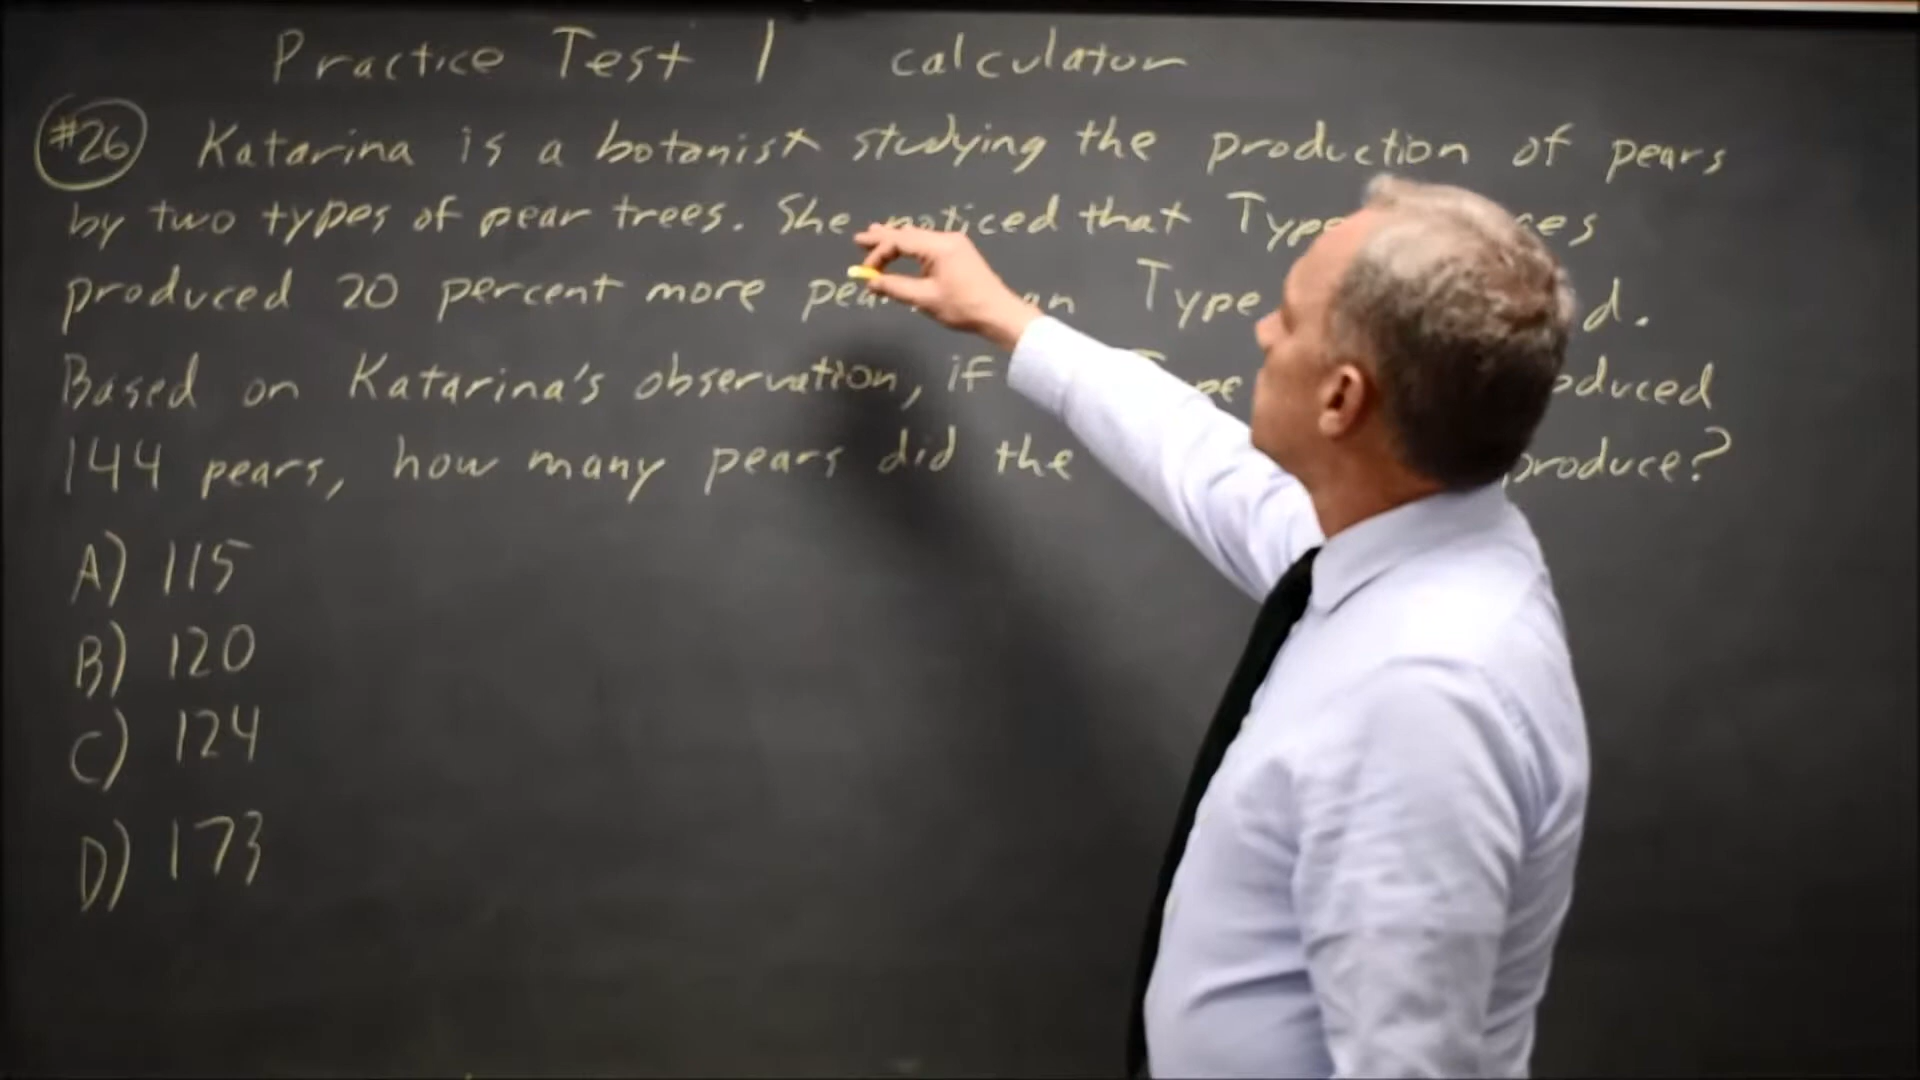 Practice Test 1 calculator
#26 Katarina is a botanist studying the production of pears
by two types of pear trees. She noticed that Type
produced 20 percent more Type
Based on Katarina's observation, if
144 pears, how many pears did the produce?
A) 115
B) 120
C) 124
D) 173